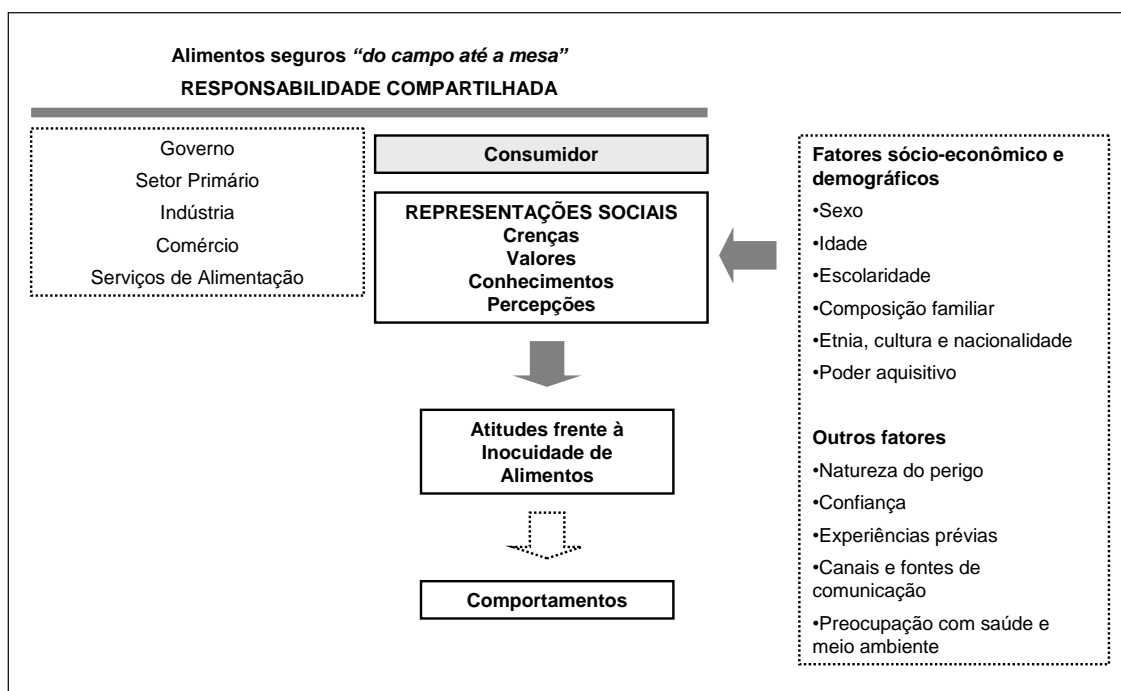 Alimentos seguros “do campo até a mesa”
RESPONSABILIDADE COMPARTILHADA
Governo
Setor Primário
Indústria
Comércio
Serviços de Alimentação
Consumidor
REPRESENTAÇÕES SOCIAIS
Crenças
Valores
Conhecimentos
Percepções
Atitudes frente à
Inocuidade de
Alimentos
Comportamentos
Fatores sócio-econômico e
demográficos
•Sexo
•Idade
•Escolaridade
•Composição familiar
•Etnia, cultura e nacionalidade
•Poder aquisitivo
Outros fatores
•Natureza do perigo
•Confiança
•Experiências prévias
•Canais e fontes de
comunicação
•Preocupação com saúde e
meio ambiente